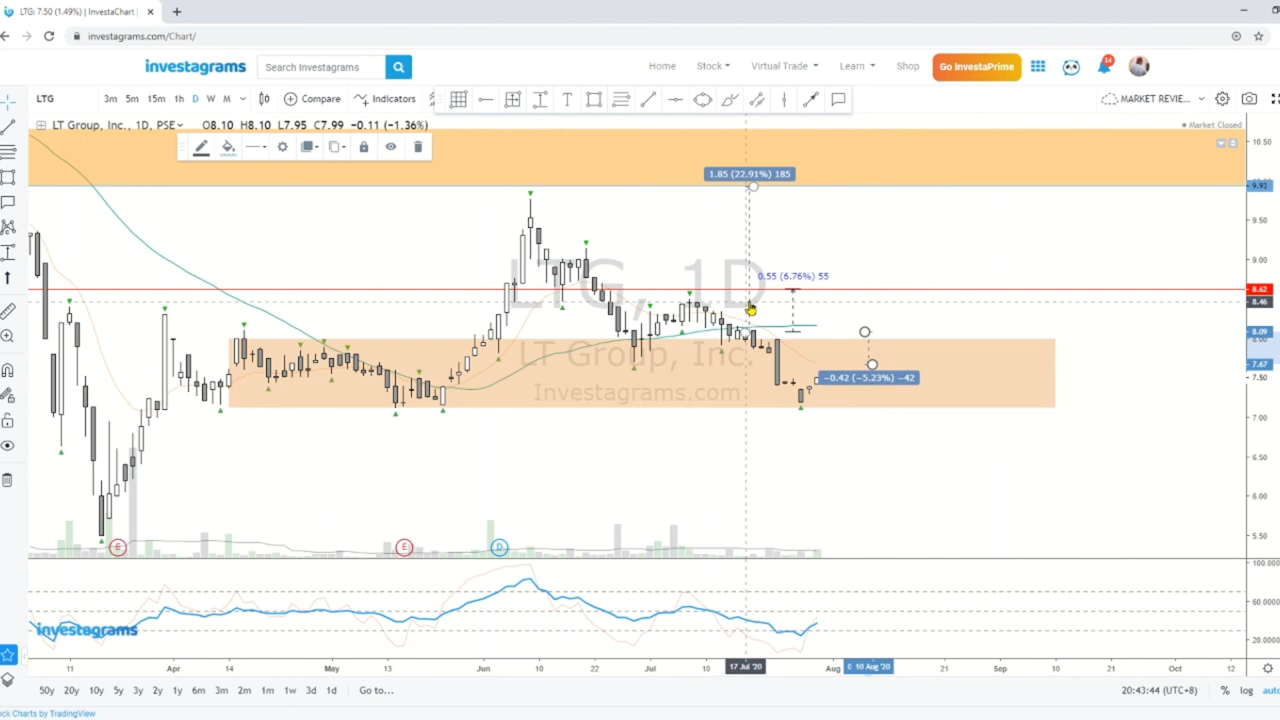 LTG: 7.50 (1.49%) | InvestaChart
investagrams.com/Chart/
investagrams
Search Investagrams
Home
Stock
Virtual Trade
Learn
Shop
Go InvestaPrime
14
LTG
3m 5m 15m 1h D W M
Compare
Indicators
MARKET REVIE...
LT Group, Inc., 1D, PSE
O8.10 H8.10 L7.95 C7.99 −0.11 (−1.36%)
Market Closed
10.50
1.85 (22.91%) 185
9.93
9.50
LTG, 1D
9.00
0.55 (6.76%) 55
8.62
8.46
8.09
8.00
LT Group, Inc.
7.67
−0.42 (−5.23%) −42
7.50
Investagrams.com
7.00
6.50
6.00
5.50
E
E
D
100.000
60.0000
investagrams
20.0000
11 Apr 14 May 13 Jun 10 22 Jul 10 17 Jul '20 Aug 10 Aug '20 21 Sep 10 21 Oct 12
50y 20y 10y 5y 3y 2y 1y 6m 3m 2m 1m 1w 3d 1d Go to...
20:43:44 (UTC+8) % log auto
ock Charts by TradingView